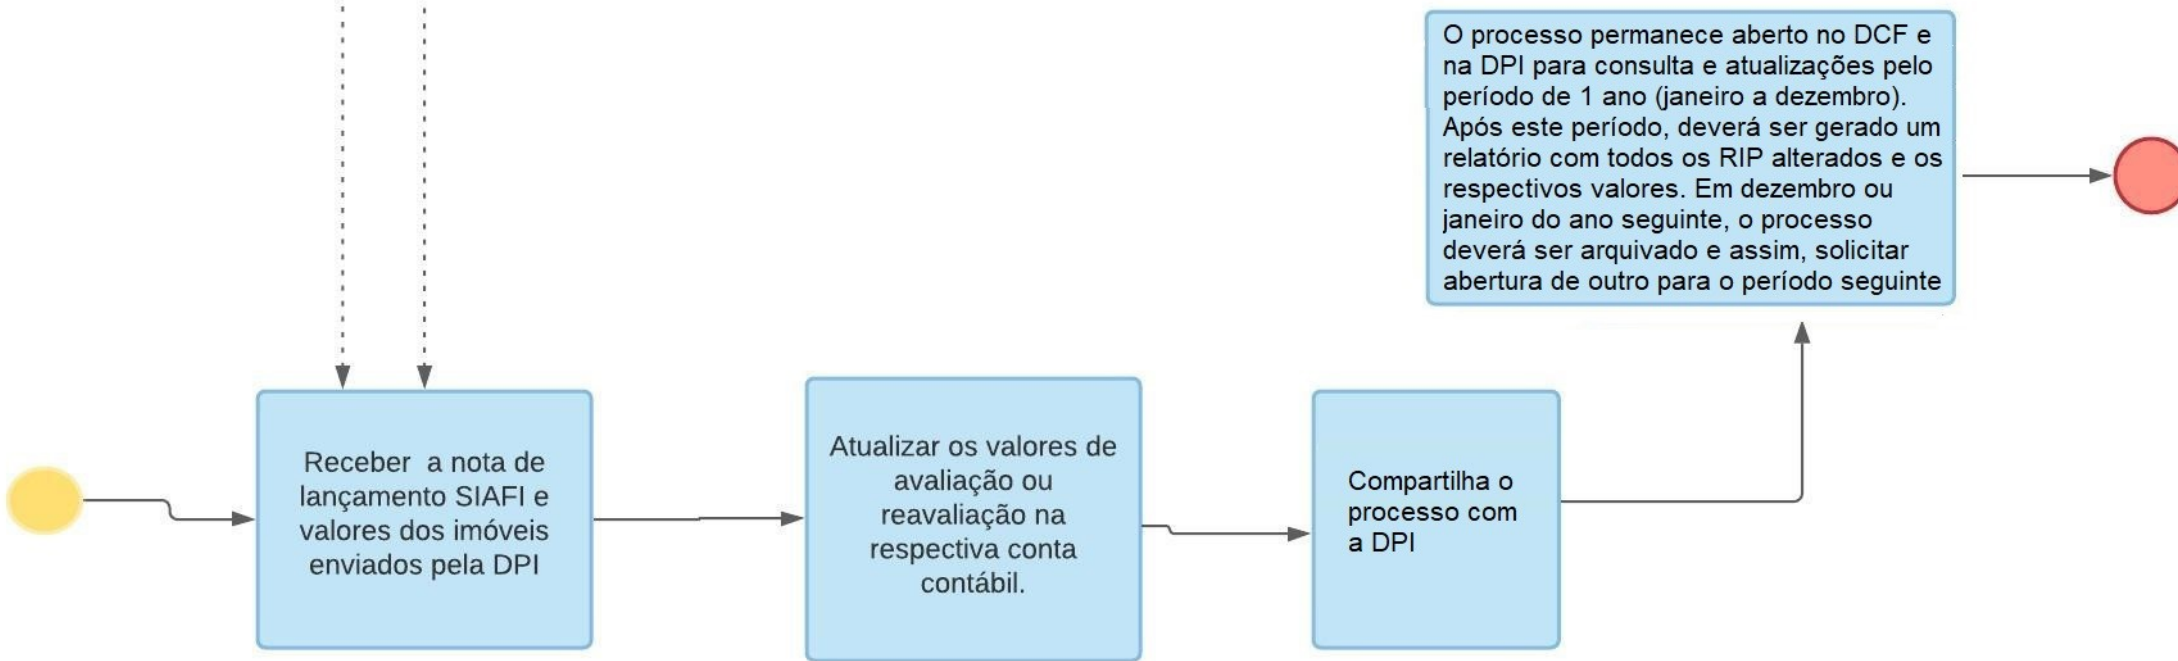 O processo permanece aberto no DCF e
na DPI para consulta e atualizações pelo
período de 1 ano (janeiro a dezembro).
Após este período, deverá ser gerado um
relatório com todos os RIP alterados e os
respectivos valores. Em dezembro ou
janeiro do ano seguinte, o processo
deverá ser arquivado e assim, solicitar
abertura de outro para o período seguinte
Receber a nota de
lançamento SIAFI e
valores dos imóveis
enviados pela DPI
Atualizar os valores de
avaliação ou
reavaliação na
respectiva conta
contábil.
Compartilha o
processo com
a DPI